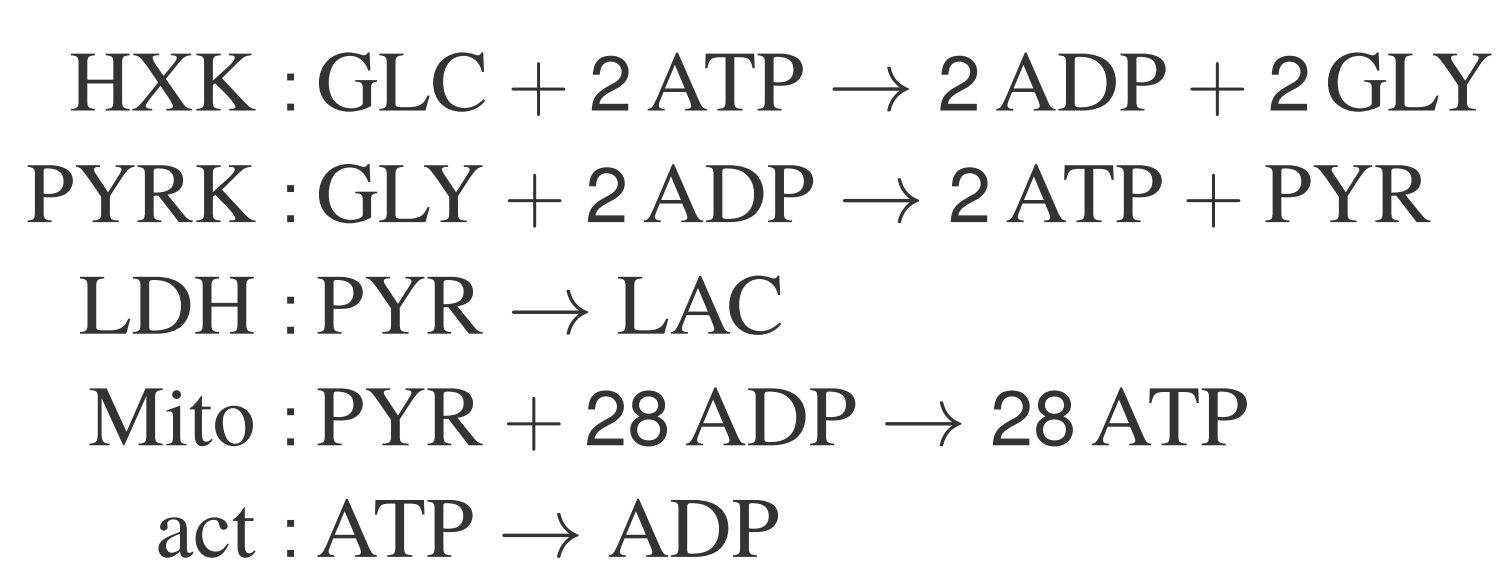 HXK : GLC + 2 ATP → 2 ADP + 2 GLY
PYRK : GLY + 2 ADP → 2 ATP + PYR
LDH : PYR → LAC
Mito : PYR + 28 ADP → 28 ATP
act : ATP → ADP